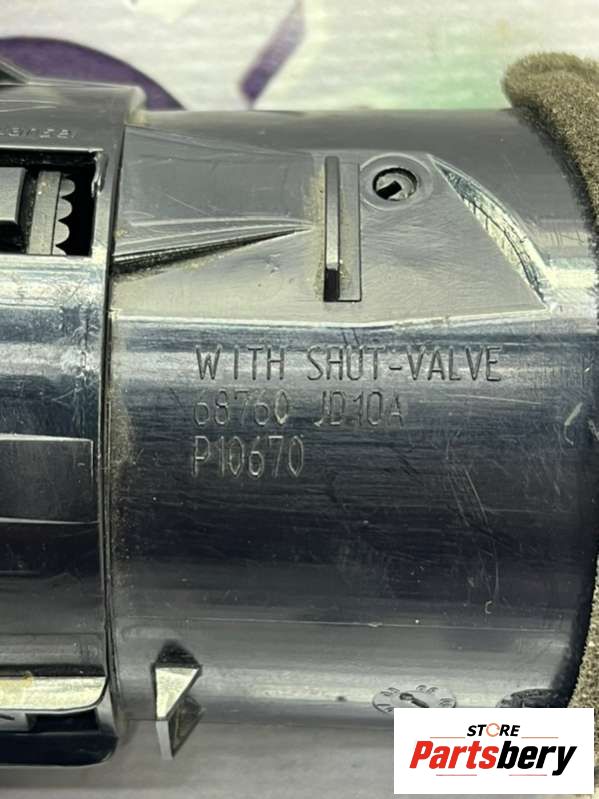 WITH SHUT-VALVE
68760 JD10A
P10670
STORE
Partsbery